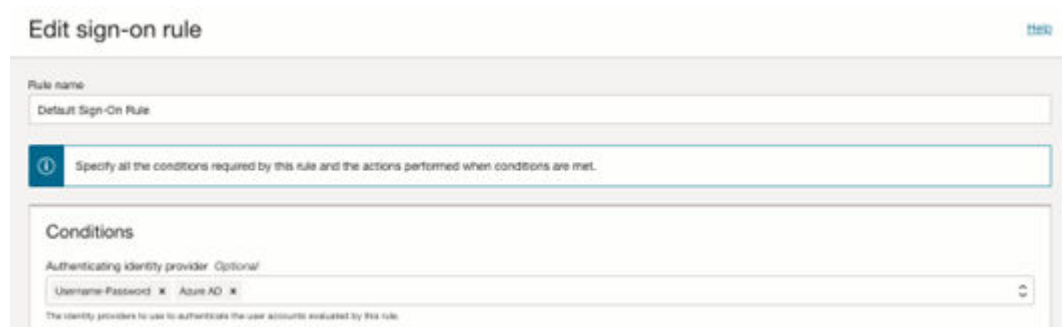 Edit sign-on rule
Help
Rule name
Default Sign-On Rule
Specify all the conditions required by this rule and the actions performed when conditions are met.
Conditions
Authenticating identity provider Optional
Username-Password × Azure AD ×
The identity providers to use to authenticate the user accounts evaluated by this rule.